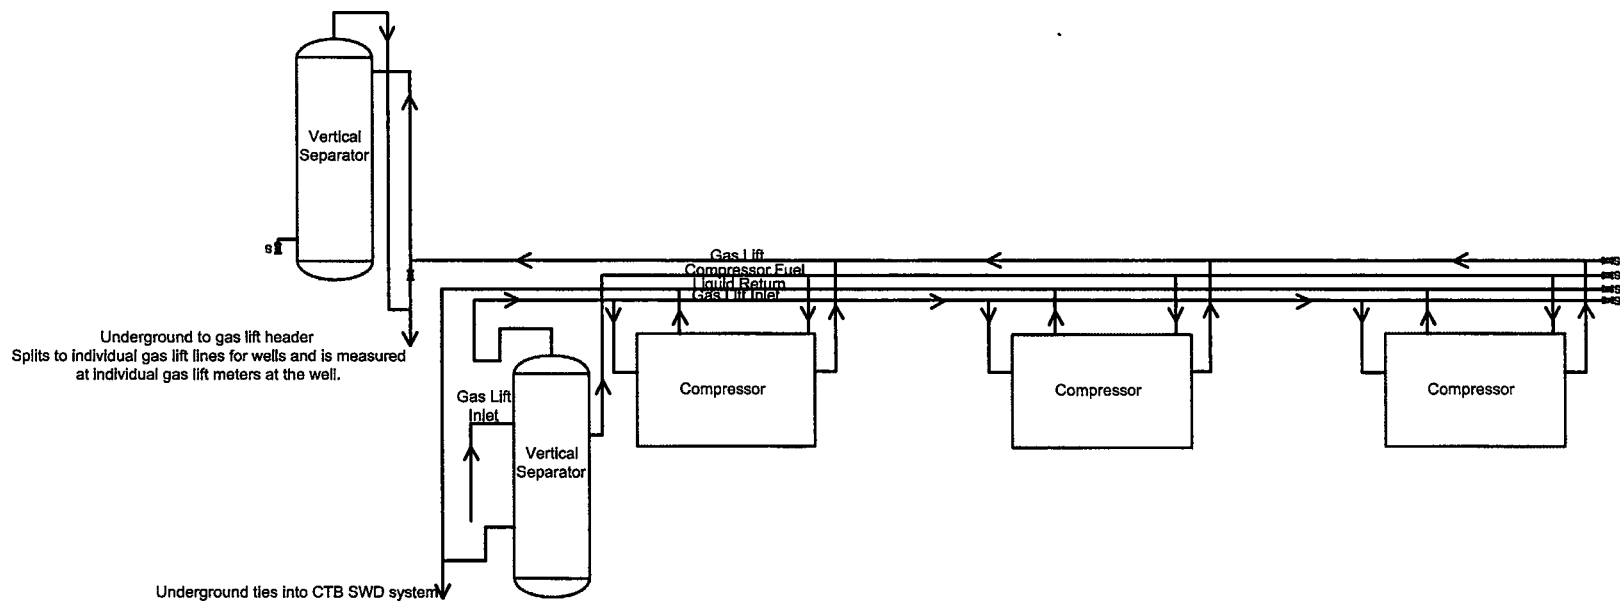 Vertical
Separator
s
Gas Lift
Compressor Fuel
Liquid Return
Gas Lift Inlet
s
s
s
s
Underground to gas lift header
Splits to individual gas lift lines for wells and is measured
at individual gas lift meters at the well.
Compressor
Compressor
Compressor
Gas Lift
Inlet
Vertical
Separator
Underground ties into CTB SWD system